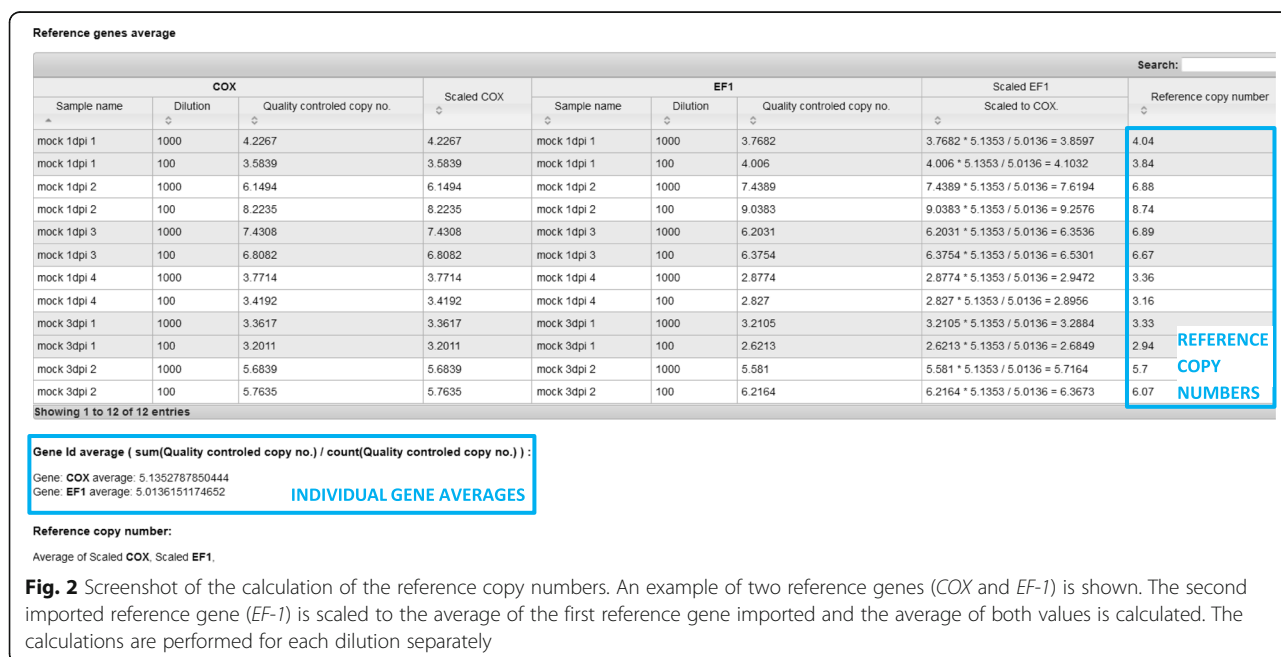 Reference genes average
Search:
COX Scaled COX EF1 Scaled EF1 Reference copy number
Sample name Dilution Quality controled copy no. Sample name Dilution Quality controled copy no. Scaled to COX.
mock 1dpi 1 1000 4.2267 4.2267 mock 1dpi 1 1000 3.7682 3.7682 * 5.1353 / 5.0136 = 3.8597 4.04
mock 1dpi 1 100 3.5839 3.5839 mock 1dpi 1 100 4.006 4.006 * 5.1353 / 5.0136 = 4.1032 3.84
mock 1dpi 2 1000 6.1494 6.1494 mock 1dpi 2 1000 7.4389 7.4389 * 5.1353 / 5.0136 = 7.6194 6.88
mock 1dpi 2 100 8.2235 8.2235 mock 1dpi 2 100 9.0383 9.0383 * 5.1353 / 5.0136 = 9.2576 8.74
mock 1dpi 3 1000 7.4308 7.4308 mock 1dpi 3 1000 6.2031 6.2031 * 5.1353 / 5.0136 = 6.3536 6.89
mock 1dpi 3 100 6.8082 6.8082 mock 1dpi 3 100 6.3754 6.3754 * 5.1353 / 5.0136 = 6.5301 6.67
mock 1dpi 4 1000 3.7714 3.7714 mock 1dpi 4 1000 2.8774 2.8774 * 5.1353 / 5.0136 = 2.9472 3.36
mock 1dpi 4 100 3.4192 3.4192 mock 1dpi 4 100 2.827 2.827 * 5.1353 / 5.0136 = 2.8956 3.16
mock 3dpi 1 1000 3.3617 3.3617 mock 3dpi 1 1000 3.2105 3.2105 * 5.1353 / 5.0136 = 3.2884 3.33
mock 3dpi 1 100 3.2011 3.2011 mock 3dpi 1 100 2.6213 2.6213 * 5.1353 / 5.0136 = 2.6849 2.94
mock 3dpi 2 1000 5.6839 5.6839 mock 3dpi 2 1000 5.581 5.581 * 5.1353 / 5.0136 = 5.7164 5.7
mock 3dpi 2 100 5.7635 5.7635 mock 3dpi 2 100 6.2164 6.2164 * 5.1353 / 5.0136 = 6.3673 6.07
REFERENCE
COPY
NUMBERS
Showing 1 to 12 of 12 entries
Gene Id average ( sum(Quality controled copy no.) / count(Quality controled copy no.) ) :
Gene: COX average: 5.1352787850444
Gene: EF1 average: 5.0136151174652
INDIVIDUAL GENE AVERAGES
Reference copy number:
Average of Scaled COX, Scaled EF1,
Fig. 2 Screenshot of the calculation of the reference copy numbers. An example of two reference genes (COX and EF-1) is shown. The second
imported reference gene (EF-1) is scaled to the average of the first reference gene imported and the average of both values is calculated. The
calculations are performed for each dilution separately